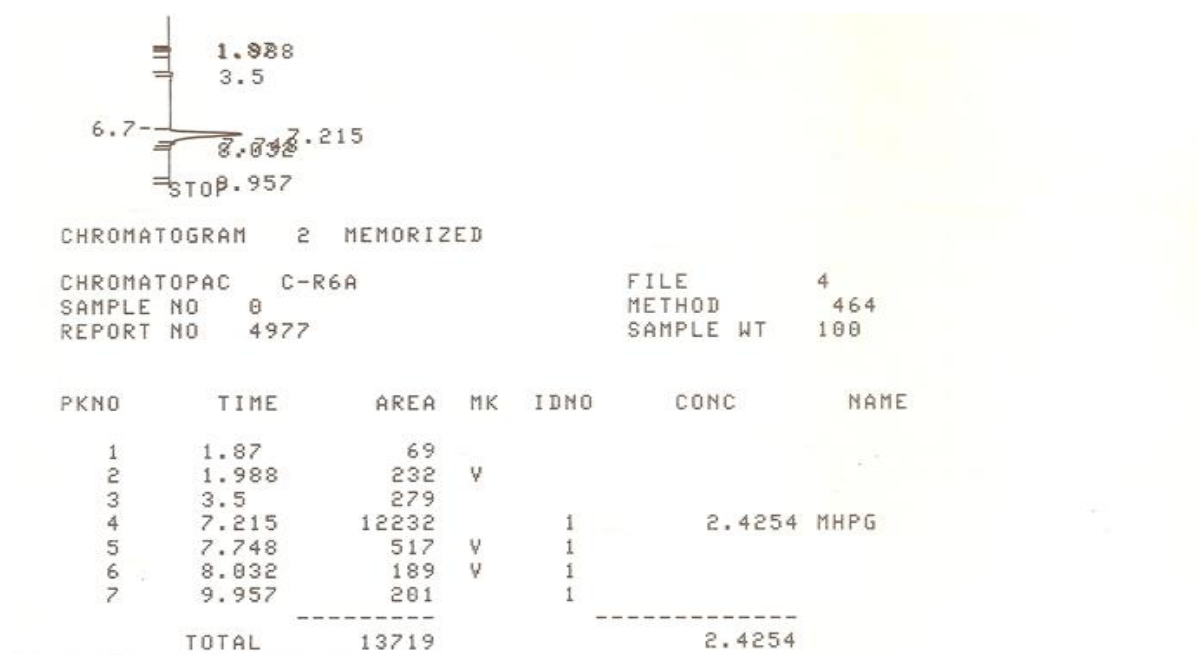 1.988
3.5
6.7
7.215
8.032
STOP 9.957
CHROMATOGRAM 2 MEMORIZED
CHROMATOPAC C-R6A FILE 4
SAMPLE NO 0 METHOD 464
REPORT NO 4977 SAMPLE WT 100
PKNO TIME AREA MK IDNO CONC NAME
1 1.87 69
2 1.988 232 V
3 3.5 279
4 7.215 12232 1 2.4254 MHPG
5 7.748 517 V 1
6 8.032 189 V 1
7 9.957 201 1
TOTAL 13719 2.4254